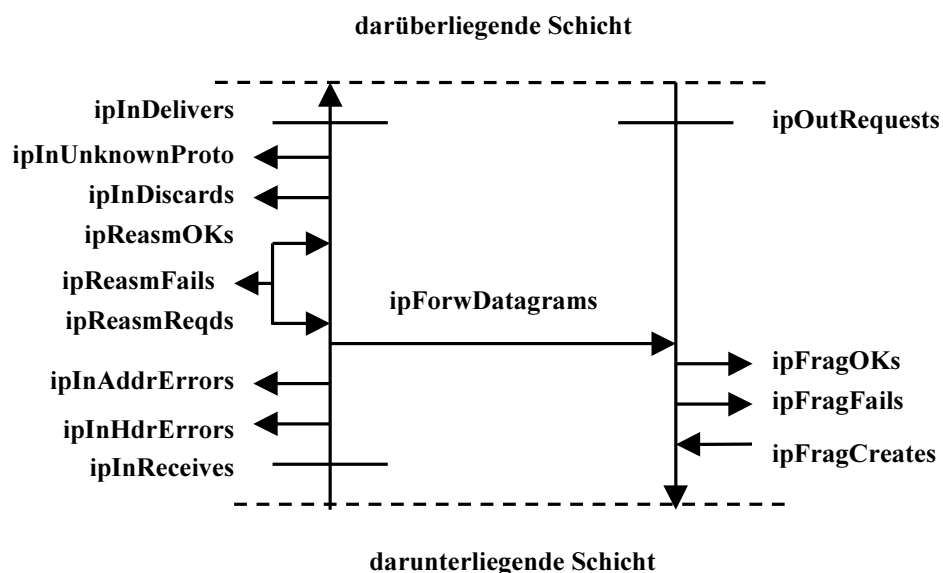 darüberliegende Schicht
ipInDelivers
ipOutRequests
ipInUnknownProto
ipInDiscards
ipReasmOKs
ipReasmFails
ipForwDatagrams
ipReasmReqds
ipFragOKs
ipInAddrErrors
ipFragFails
ipInHdrErrors
ipFragCreates
ipInReceives
darunterliegende Schicht